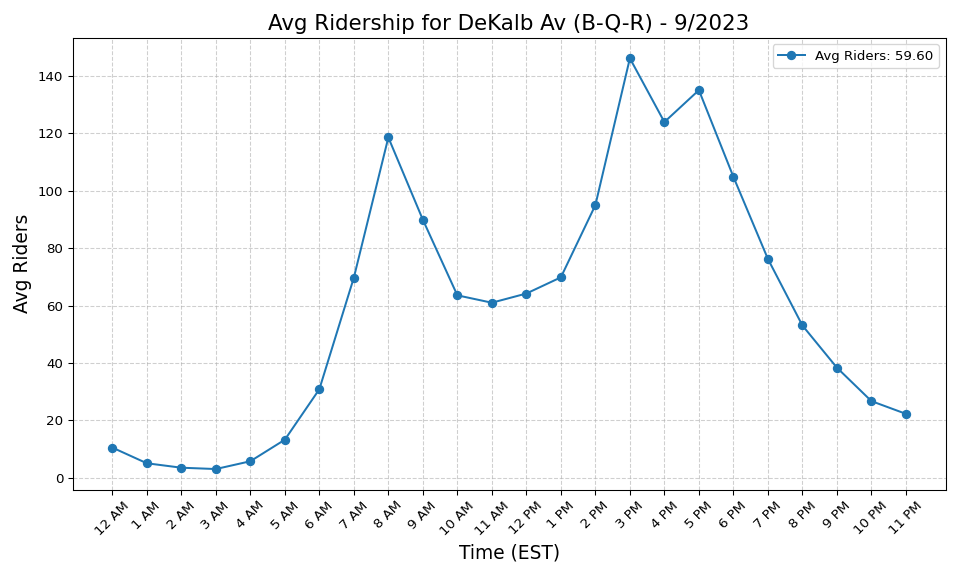 Avg Ridership for DeKalb Av (B-Q-R) - 9/2023
Avg Riders: 59.60
Avg Riders
140
120
100
80
60
40
20
0
12 AM
1 AM
2 AM
3 AM
4 AM
5 AM
6 AM
7 AM
8 AM
9 AM
10 AM
11 AM
12 PM
1 PM
2 PM
3 PM
4 PM
5 PM
6 PM
7 PM
8 PM
9 PM
10 PM
11 PM
Time (EST)